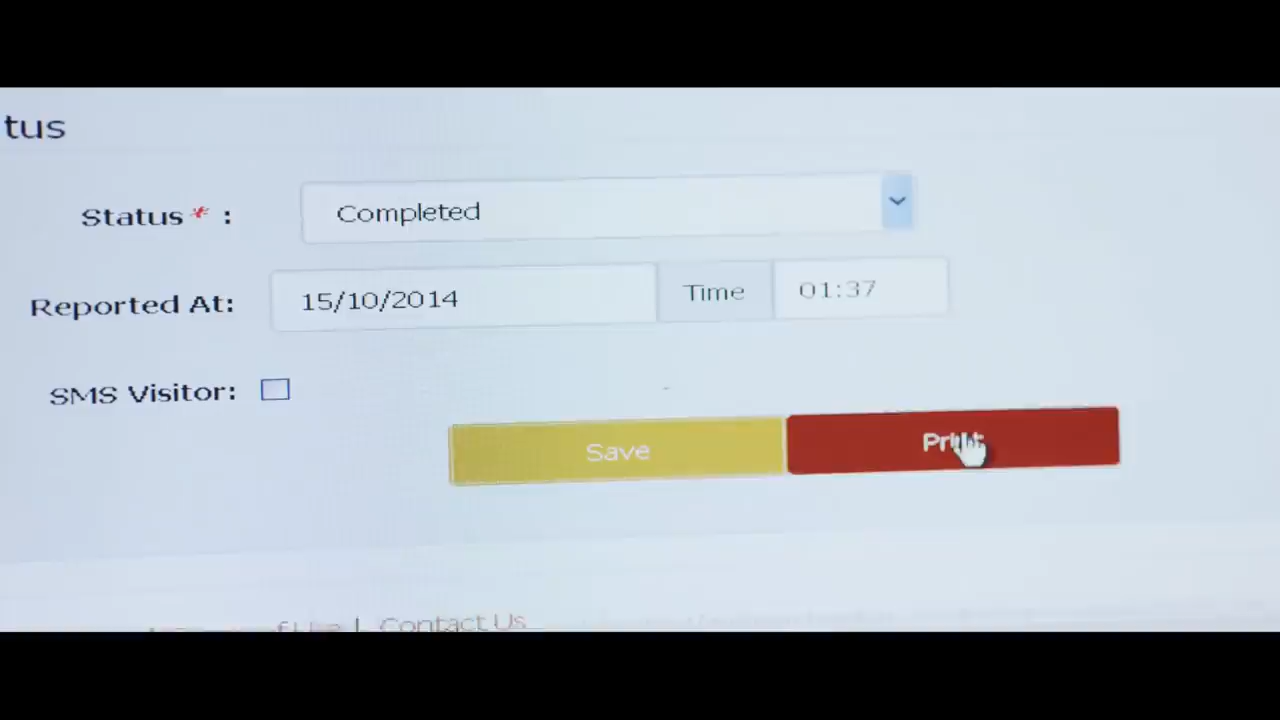 tus
Status * :
Completed
Reported At:
15/10/2014
Time
01:37
SMS Visitor:
Save
Print
Contact Us